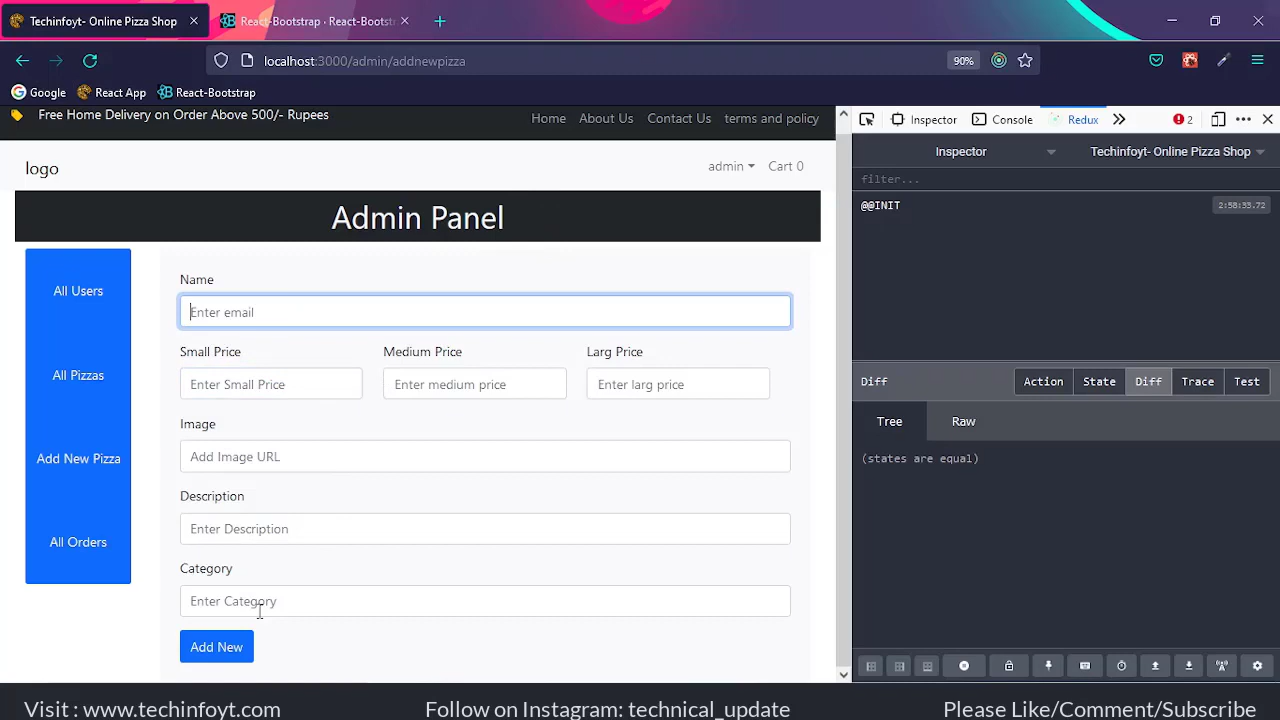 Techinfoyt- Online Pizza Shop
React-Bootstrap · React-Bootst
localhost:3000/admin/addnewpizza
90%
Google
React App
React-Bootstrap
Free Home Delivery on Order Above 500/- Rupees
Home
About Us
Contact Us
terms and policy
logo
admin
Cart 0
Admin Panel
All Users
All Pizzas
Add New Pizza
All Orders
Name
Enter email
Small Price
Medium Price
Larg Price
Enter Small Price
Enter medium price
Enter larg price
Image
Add Image URL
Description
Enter Description
Category
Enter Category
Add New
Inspector
Console
Redux
2
Inspector
Techinfoyt- Online Pizza Shop
filter...
@@INIT
2:58:33.72
Diff
Action
State
Diff
Trace
Test
Tree
Raw
(states are equal)
Visit : www.techinfoyt.com
Follow on Instagram: technical_update
Please Like/Comment/Subscribe